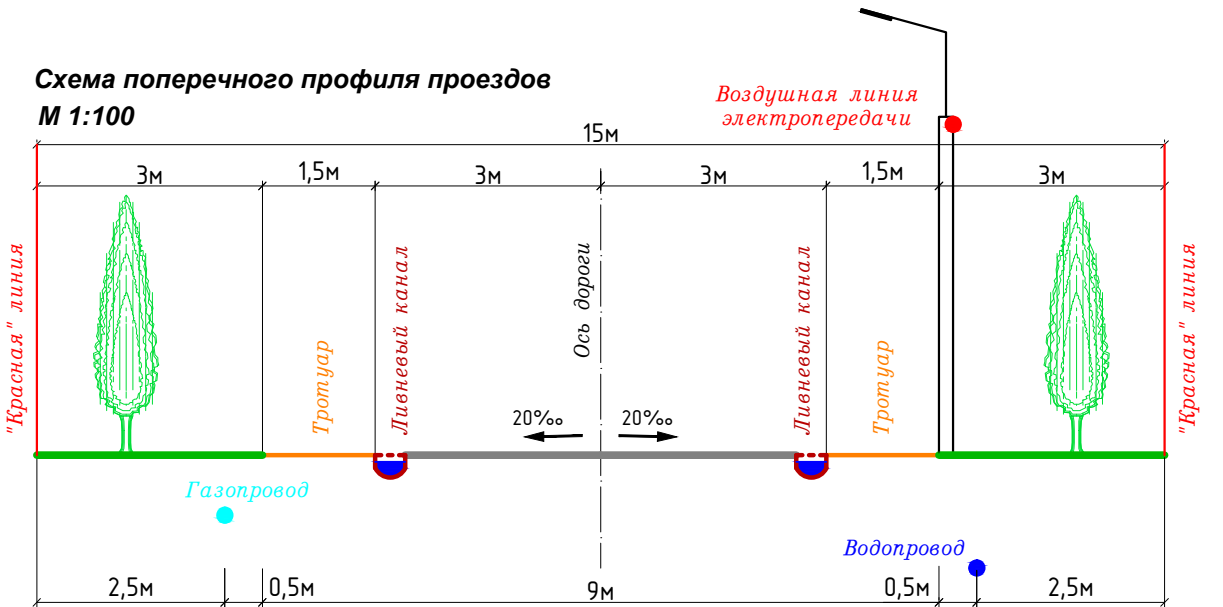 Схема поперечного профиля проездов
М 1:100
Воздушная линия
электропередачи
15м
3м
1,5м
3м
3м
1,5м
3м
"Красная" линия
Тротуар
Ливневый канал
Ось дороги
Ливневый канал
Тротуар
"Красная" линия
20‰
20‰
Газопровод
Водопровод
2,5м
0,5м
9м
0,5м
2,5м